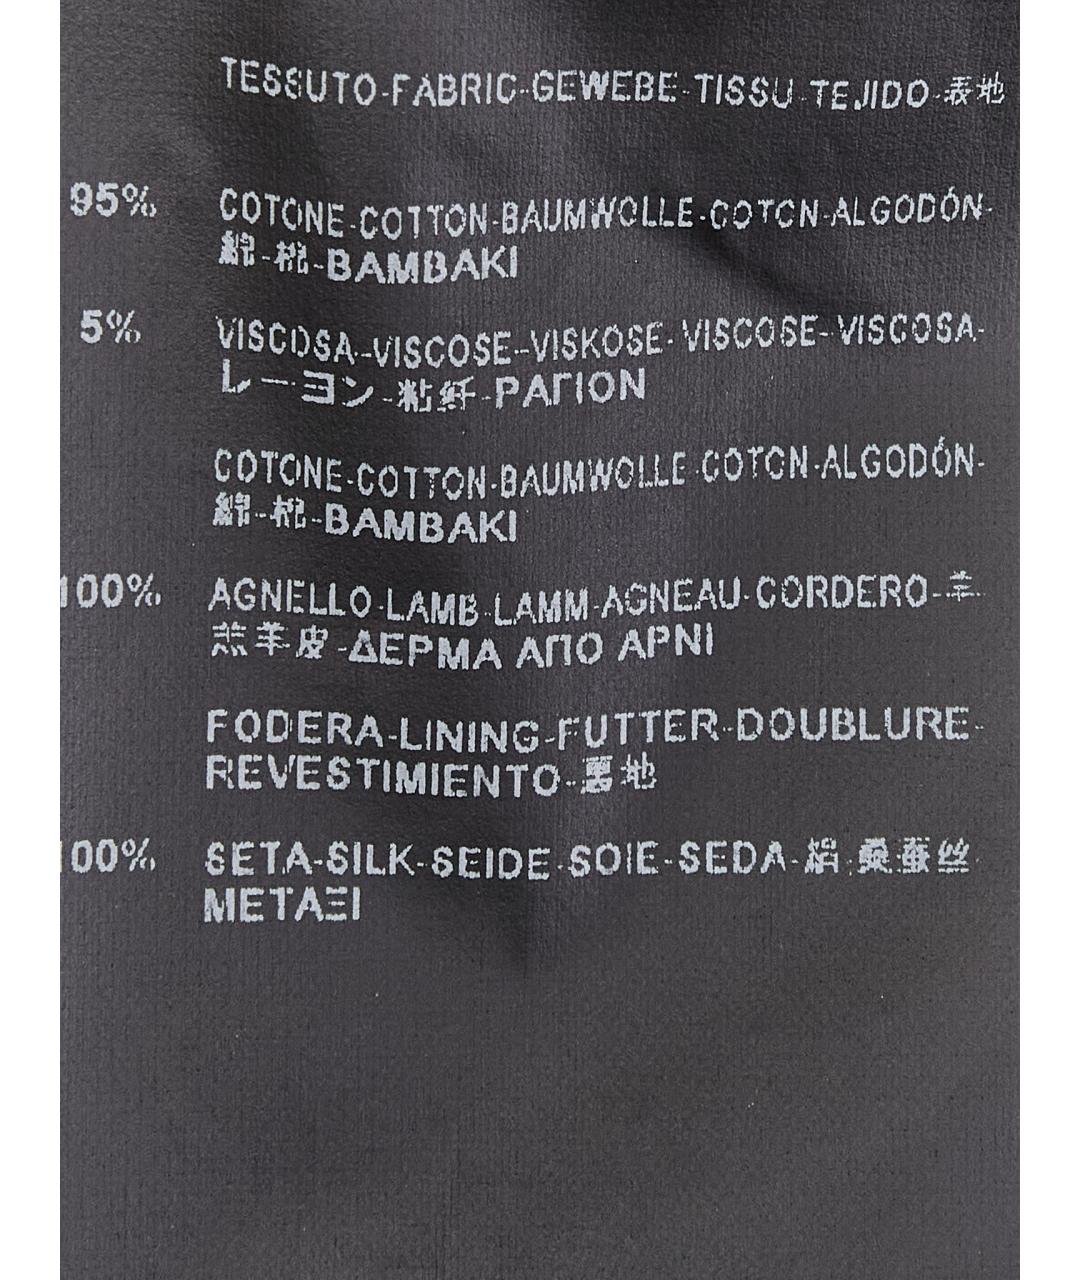 TESSUTO-FABRIC-GEWEBE-TISSU-TEJIDO-表地
95% COTONE-COTTON-BAUMWOLLE-COTON-ALGODÓN-
綿-棉-BAMBAKI
5% VISCOSA-VISCOSE-VISKOSE-VISCOSE-VISCOSA-
レーヨン-粘纤-ΡΑΓΙΟΝ
COTONE-COTTON-BAUMWOLLE-COTON-ALGODÓN-
綿-棉-BAMBAKI
100% AGNELLO-LAMB-LAMM-AGNEAU-CORDERO-羊
羔羊皮-ΔΕΡΜΑ ΑΠΟ ΑΡΝΙ
FODERA-LINING-FUTTER-DOUBLURE-
REVESTIMIENTO-裏地
00% SETA-SILK-SEIDE-SOIE-SEDA-絹 桑蚕丝
ΜΕΤΑΞΙ